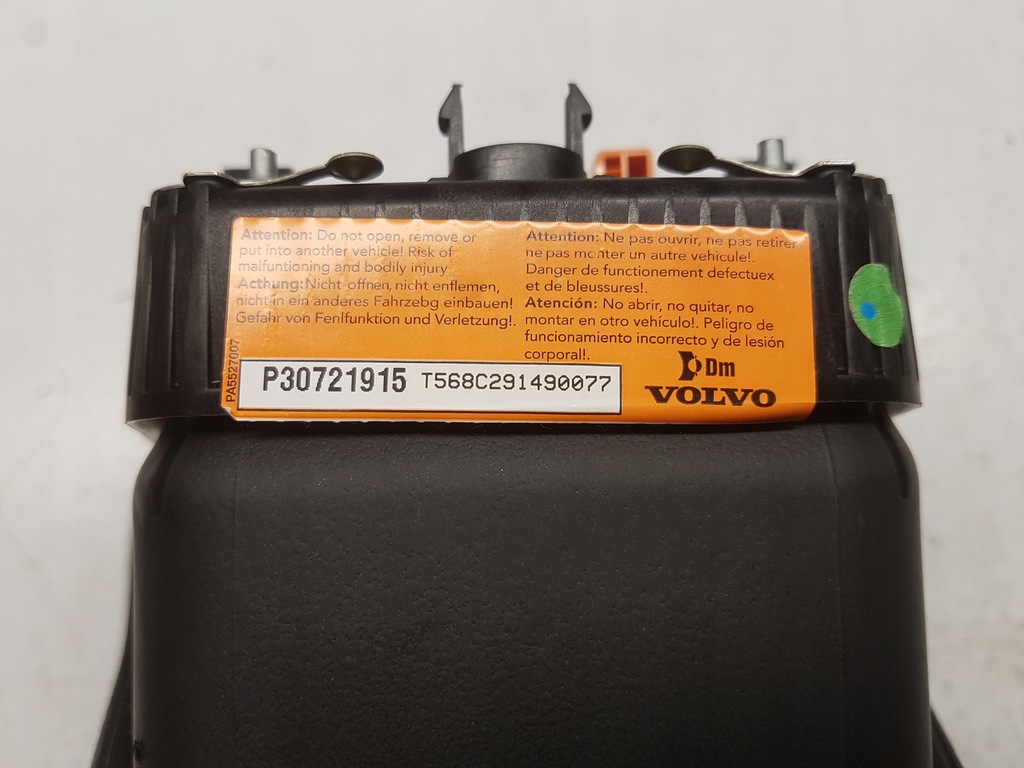 Attention: Do not open, remove or
put into another vehicle! Risk of
malfuntioning and bodily injury
Acthung: Nicht offnen, nicht enflemen,
nicht in ein anderes Fahrzebg einbauen!
Gefahr von Fenlfunktion und Verletzung!.
Attention: Ne pas ouvrir, ne pas retirer
ne pas monter un autre vehicule!.
Danger de functionement defectuex
et de bleussures!.
Atención: No abrir, no quitar, no
montar en otro vehículo!. Peligro de
funcionamiento incorrecto y de lesión
corporal!.
PA5527007
P30721915 T568C291490077
Dm
VOLVO